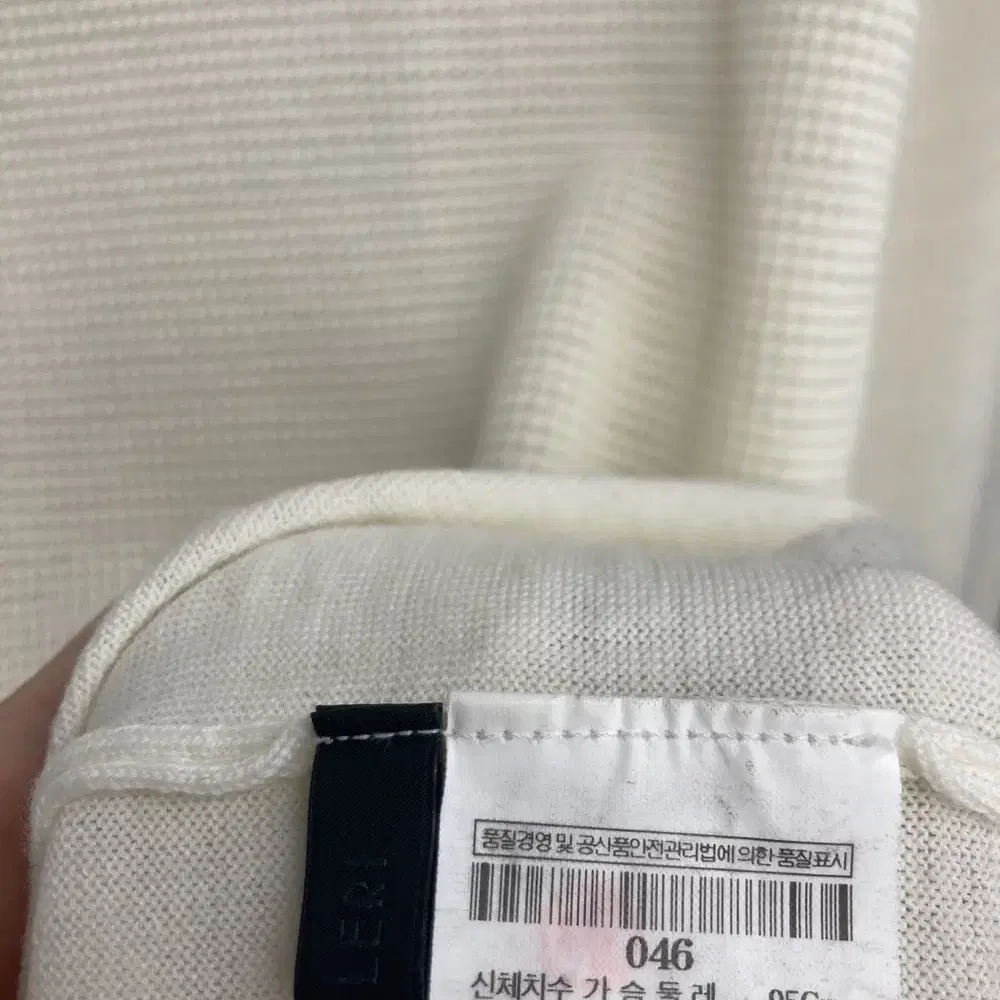 LERI
품질경영 및 공산품안전관리법에 의한 품질표시
046
신체치수 가 슴 둘 레